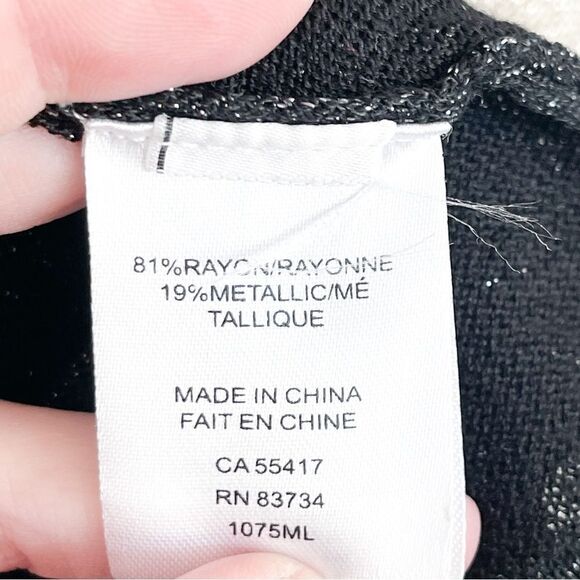 81%RAYON/RAYONNE
19%METALLIC/MÉ
TALLIQUE
MADE IN CHINA
FAIT EN CHINE
CA 55417
RN 83734
1075ML